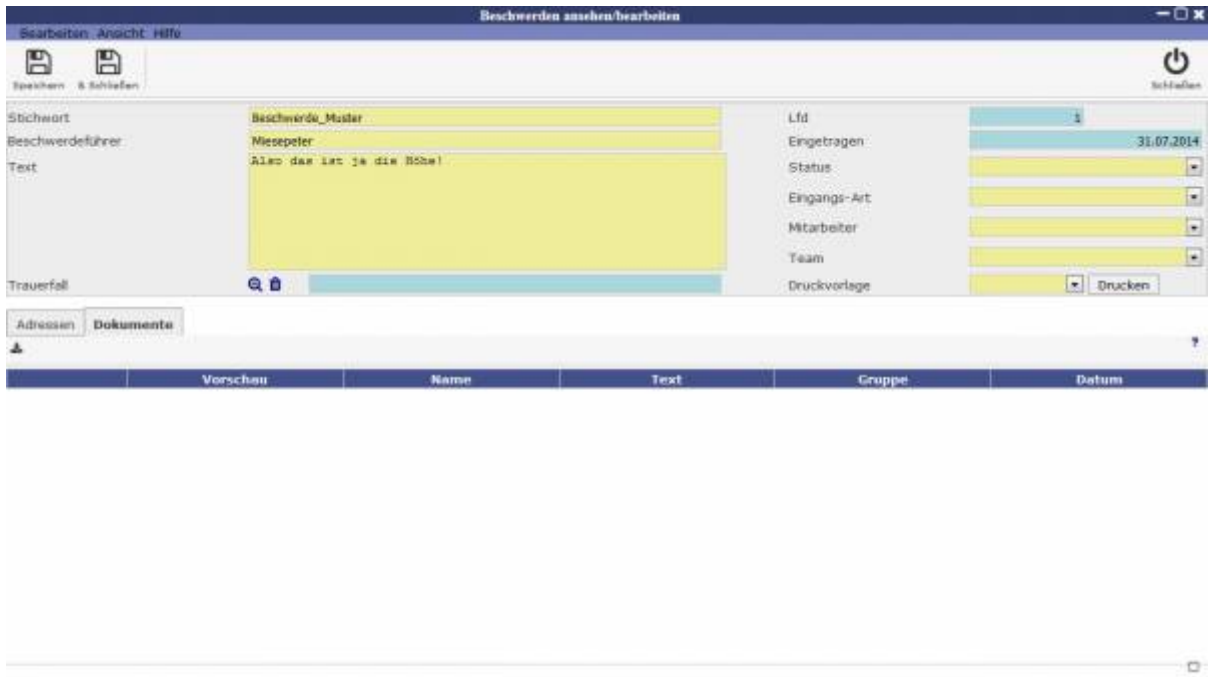 Beschwerden ansehen/bearbeiten
Bearbeiten Ansicht Hilfe
Speichern & Schließen Schließen
Stichwort Beschwerde_Muster Lfd 1
Beschwerdeführer Miesepeter Eingetragen 31.07.2014
Text Also das ist ja die Höhe! Status
Eingangs-Art
Mitarbeiter
Team
Trauerfall Druckvorlage Drucken
Adressen Dokumente
?
Vorschau Name Text Gruppe Datum